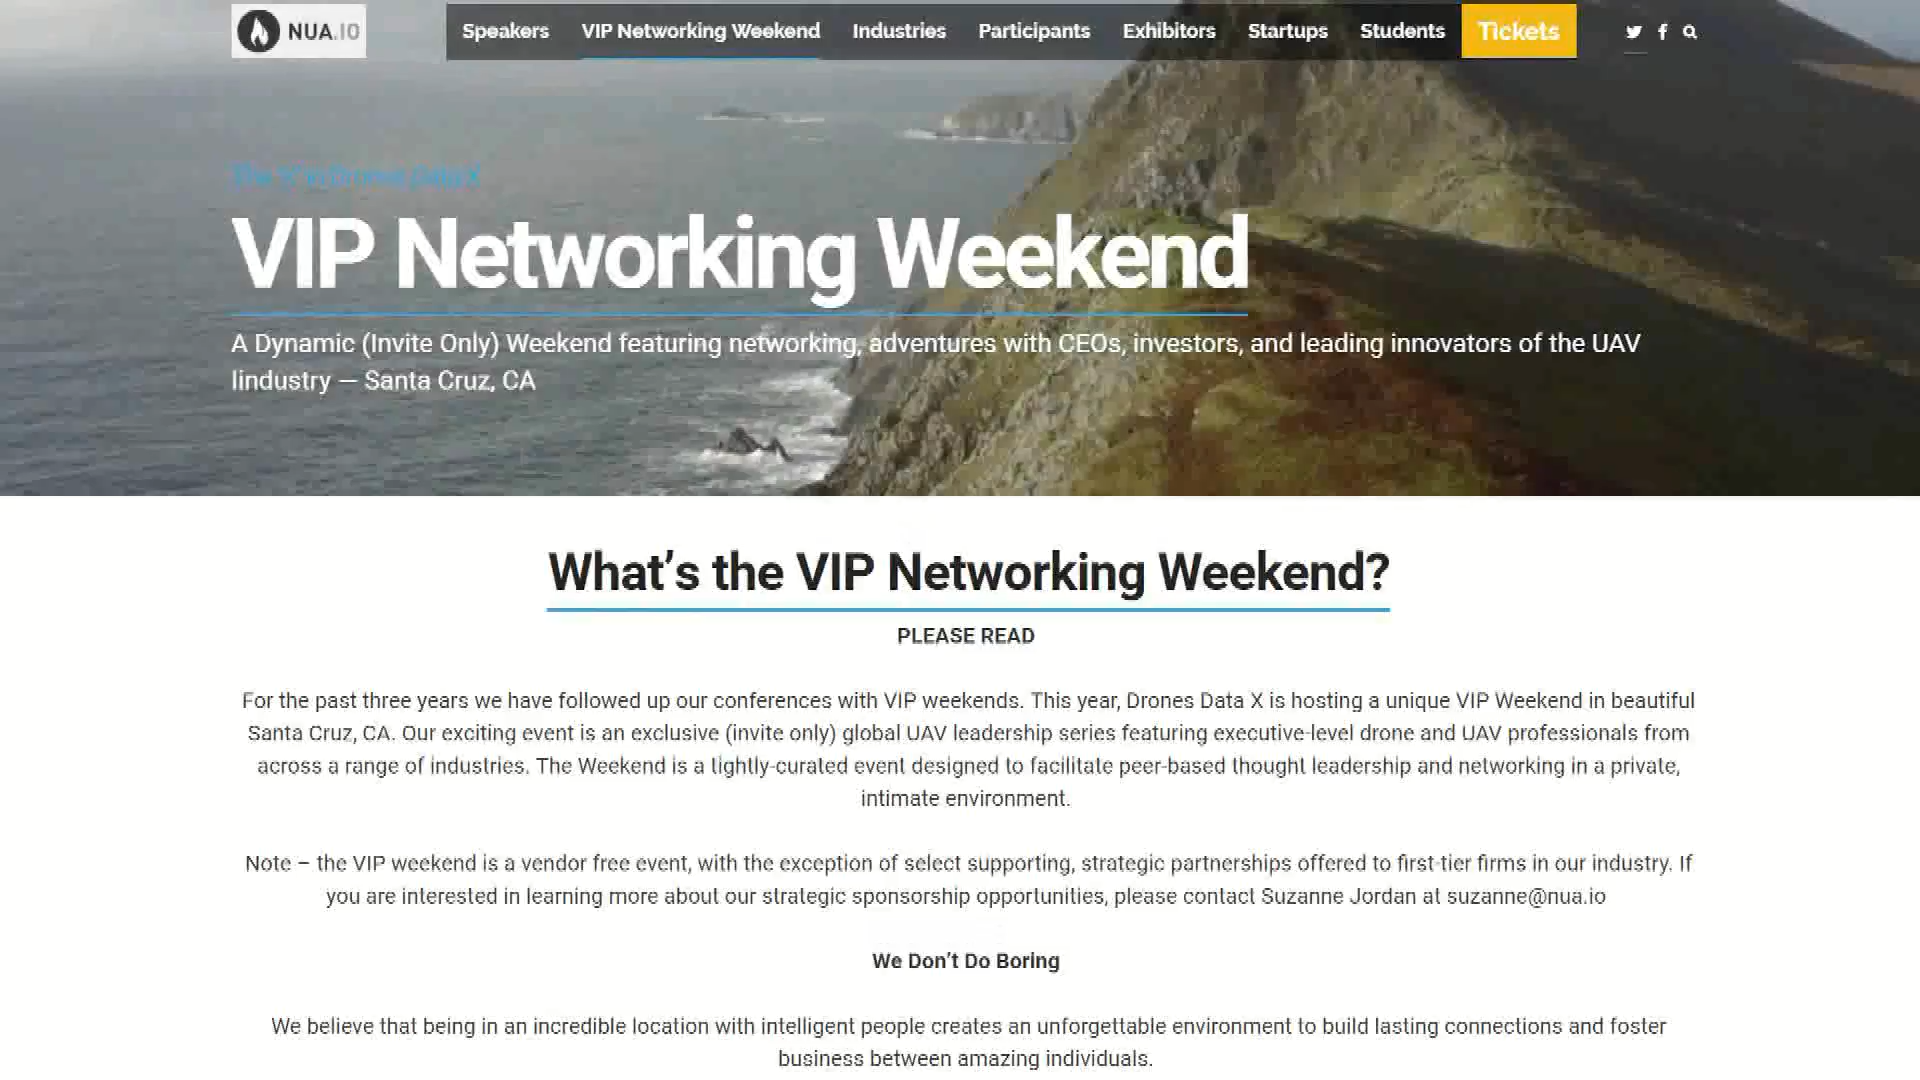 NUA.IO
Speakers VIP Networking Weekend Industries Participants Exhibitors Startups Students Tickets
The 'X' in Drones Data X
VIP Networking Weekend
A Dynamic (Invite Only) Weekend featuring networking, adventures with CEOs, investors, and leading innovators of the UAV
Iindustry — Santa Cruz, CA
What's the VIP Networking Weekend?
PLEASE READ
For the past three years we have followed up our conferences with VIP weekends. This year, Drones Data X is hosting a unique VIP Weekend in beautiful
Santa Cruz, CA. Our exciting event is an exclusive (invite only) global UAV leadership series featuring executive-level drone and UAV professionals from
across a range of industries. The Weekend is a tightly-curated event designed to facilitate peer-based thought leadership and networking in a private,
intimate environment.
Note – the VIP weekend is a vendor free event, with the exception of select supporting, strategic partnerships offered to first-tier firms in our industry. If
you are interested in learning more about our strategic sponsorship opportunities, please contact Suzanne Jordan at suzanne@nua.io
We Don't Do Boring
We believe that being in an incredible location with intelligent people creates an unforgettable environment to build lasting connections and foster
business between amazing individuals.